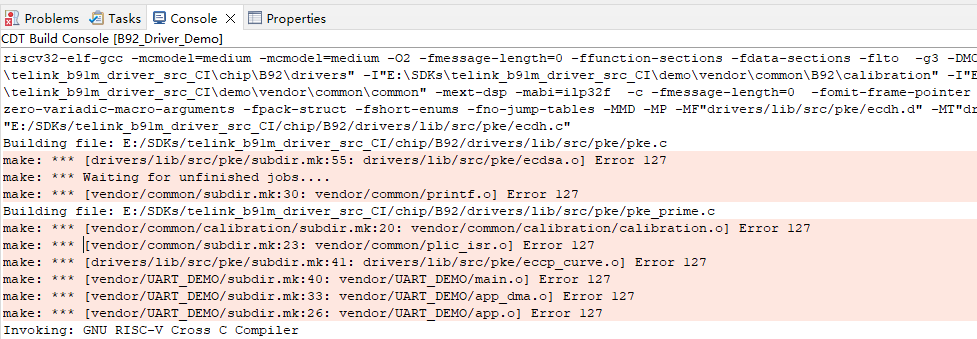 Problems Tasks Console Properties
CDT Build Console [B92_Driver_Demo]
riscv32-elf-gcc -mcmodel=medium -mcmodel=medium -O2 -fmessage-length=0 -ffunction-sections -fdata-sections -flto  -g3 -DMC
\telink_b91m_driver_src_CI\chip\B92\drivers" -I"E:\SDKs\telink_b91m_driver_src_CI\demo\vendor\common\B92\calibration" -I"E
\telink_b91m_driver_src_CI\demo\vendor\common\common" -mext-dsp -mabi=ilp32f  -c -fmessage-length=0  -fomit-frame-pointer
zero-variadic-macro-arguments -fpack-struct -fshort-enums -fno-jump-tables -MMD -MP -MF"drivers/lib/src/pke/ecdh.d" -MT"dr
"E:/SDKs/telink_b91m_driver_src_CI/chip/B92/drivers/lib/src/pke/ecdh.c"
Building file: E:/SDKs/telink_b91m_driver_src_CI/chip/B92/drivers/lib/src/pke/pke.c
make: *** [drivers/lib/src/pke/subdir.mk:55: drivers/lib/src/pke/ecdsa.o] Error 127
make: *** Waiting for unfinished jobs....
make: *** [vendor/common/subdir.mk:30: vendor/common/printf.o] Error 127
Building file: E:/SDKs/telink_b91m_driver_src_CI/chip/B92/drivers/lib/src/pke/pke_prime.c
make: *** [vendor/common/calibration/subdir.mk:20: vendor/common/calibration/calibration.o] Error 127
make: *** [vendor/common/subdir.mk:23: vendor/common/plic_isr.o] Error 127
make: *** [drivers/lib/src/pke/subdir.mk:41: drivers/lib/src/pke/eccp_curve.o] Error 127
make: *** [vendor/UART_DEMO/subdir.mk:40: vendor/UART_DEMO/main.o] Error 127
make: *** [vendor/UART_DEMO/subdir.mk:33: vendor/UART_DEMO/app_dma.o] Error 127
make: *** [vendor/UART_DEMO/subdir.mk:26: vendor/UART_DEMO/app.o] Error 127
Invoking: GNU RISC-V Cross C Compiler